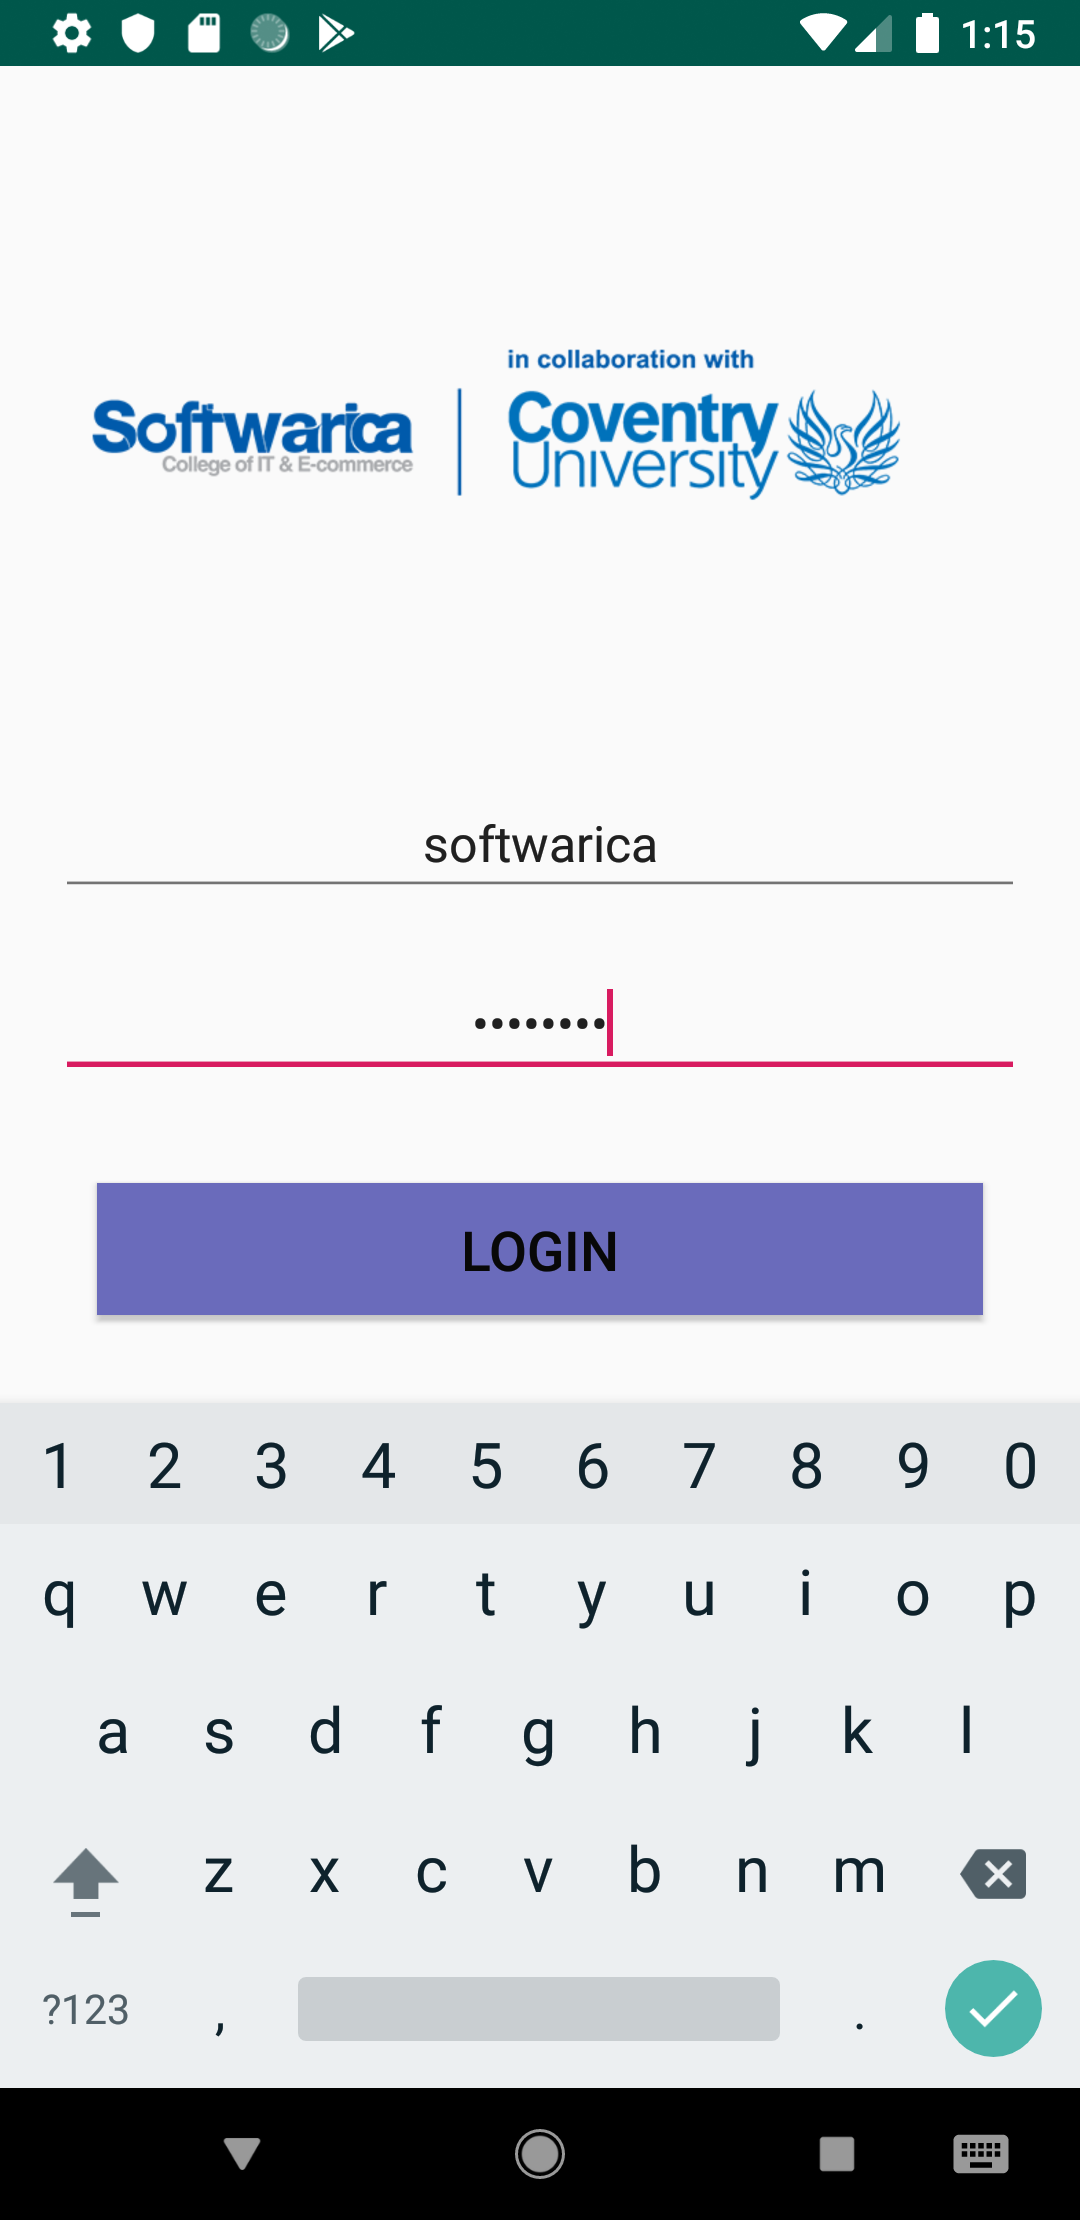 1:15
in collaboration with
Softwarica
College of IT & E-commerce
Coventry
University
softwarica
••••••••
LOGIN
1 2 3 4 5 6 7 8 9 0
q w e r t y u i o p
a s d f g h j k l
z x c v b n m
?123 , .